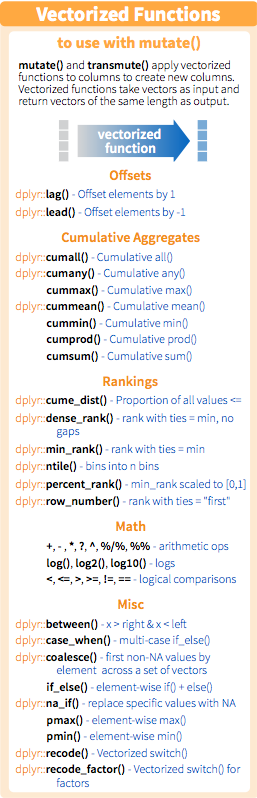 Vectorized Functions
to use with mutate()
mutate() and transmute() apply vectorized
functions to columns to create new columns.
Vectorized functions take vectors as input and
return vectors of the same length as output.
vectorized
function
Offsets
dplyr::lag() - Offset elements by 1
dplyr::lead() - Offset elements by -1
Cumulative Aggregates
dplyr::cumall() - Cumulative all()
dplyr::cumany() - Cumulative any()
cummax() - Cumulative max()
dplyr::cummean() - Cumulative mean()
cummin() - Cumulative min()
cumprod() - Cumulative prod()
cumsum() - Cumulative sum()
Rankings
dplyr::cume_dist() - Proportion of all values <=
dplyr::dense_rank() - rank with ties = min, no
gaps
dplyr::min_rank() - rank with ties = min
dplyr::ntile() - bins into n bins
dplyr::percent_rank() - min_rank scaled to [0,1]
dplyr::row_number() - rank with ties = "first"
Math
+, - , *, ?, ^, %/%, %% - arithmetic ops
log(), log2(), log10() - logs
<, <=, >, >=, !=, == - logical comparisons
Misc
dplyr::between() - x > right & x < left
dplyr::case_when() - multi-case if_else()
dplyr::coalesce() - first non-NA values by
element across a set of vectors
if_else() - element-wise if() + else()
dplyr::na_if() - replace specific values with NA
pmax() - element-wise max()
pmin() - element-wise min()
dplyr::recode() - Vectorized switch()
dplyr::recode_factor() - Vectorized switch() for
factors